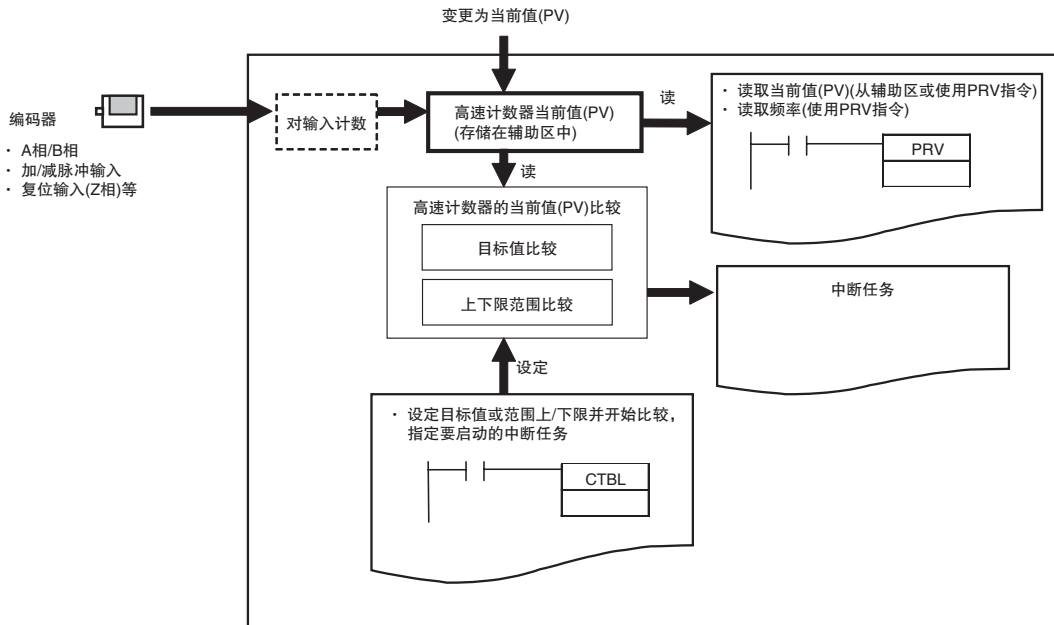 变更为当前值(PV)
编码器
· A相/B相
· 加/减脉冲输入
· 复位输入(Z相)等
对输入计数
高速计数器当前值(PV)
(存储在辅助区中)
读
· 读取当前值(PV)(从辅助区或使用PRV指令)
· 读取频率(使用PRV指令)
PRV
读
高速计数器的当前值(PV)比较
目标值比较
上下限范围比较
中断任务
设定
· 设定目标值或范围上/下限并开始比较，
指定要启动的中断任务
CTBL